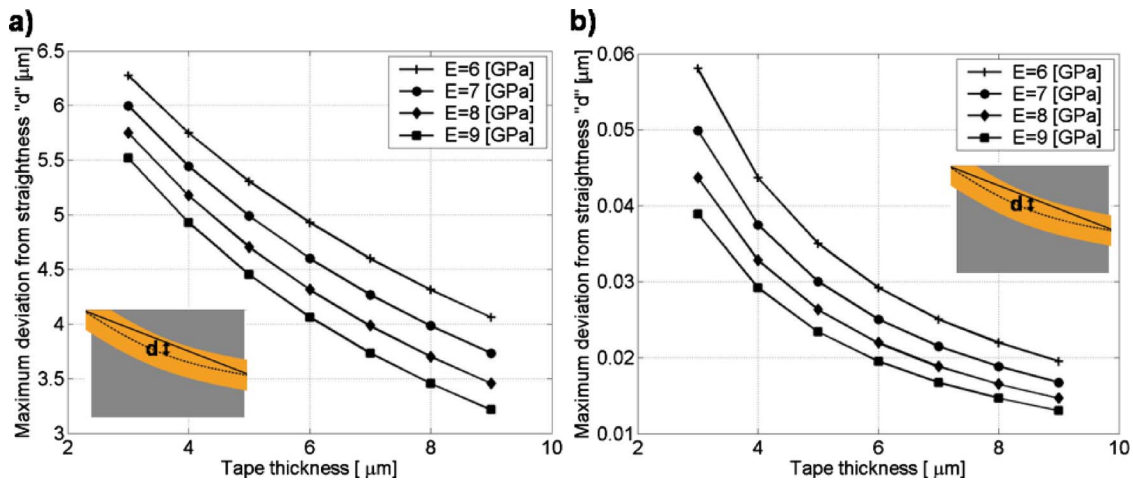 a)
Maximum deviation from straightness "d" [μm]
6.5
6
5.5
5
4.5
4
3.5
3
E=6 [GPa]
E=7 [GPa]
E=8 [GPa]
E=9 [GPa]
d
2 4 6 8 10
Tape thickness [ μm]
b)
Maximum deviation from straightness "d" [μm]
0.06
0.05
0.04
0.03
0.02
0.01
E=6 [GPa]
E=7 [GPa]
E=8 [GPa]
E=9 [GPa]
d
2 4 6 8 10
Tape thickness [ μm]